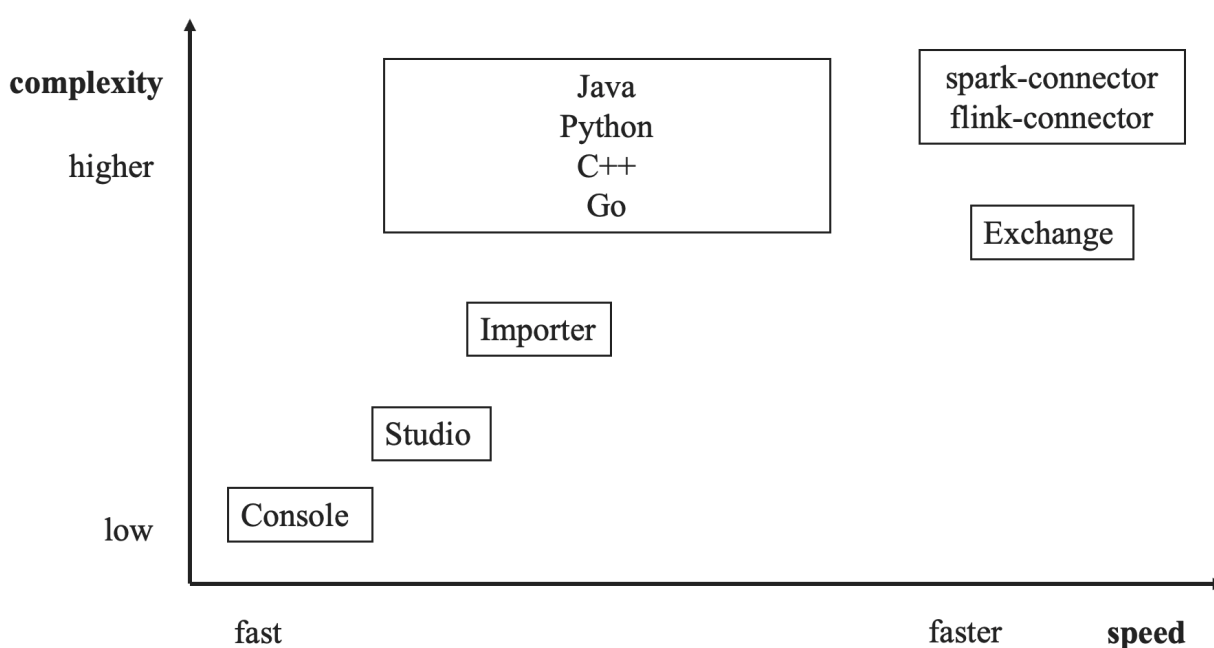 complexity
higher
low
Java
Python
C++
Go
spark-connector
flink-connector
Exchange
Importer
Studio
Console
fast
faster
speed